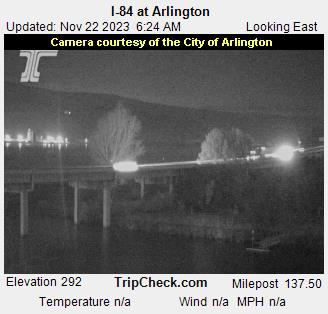 I-84 at Arlington
Updated: Nov 22 2023 6:24 AM Looking East
Camera courtesy of the City of Arlington
Elevation 292 TripCheck.com Milepost 137.50
Temperature n/a Wind n/a MPH n/a